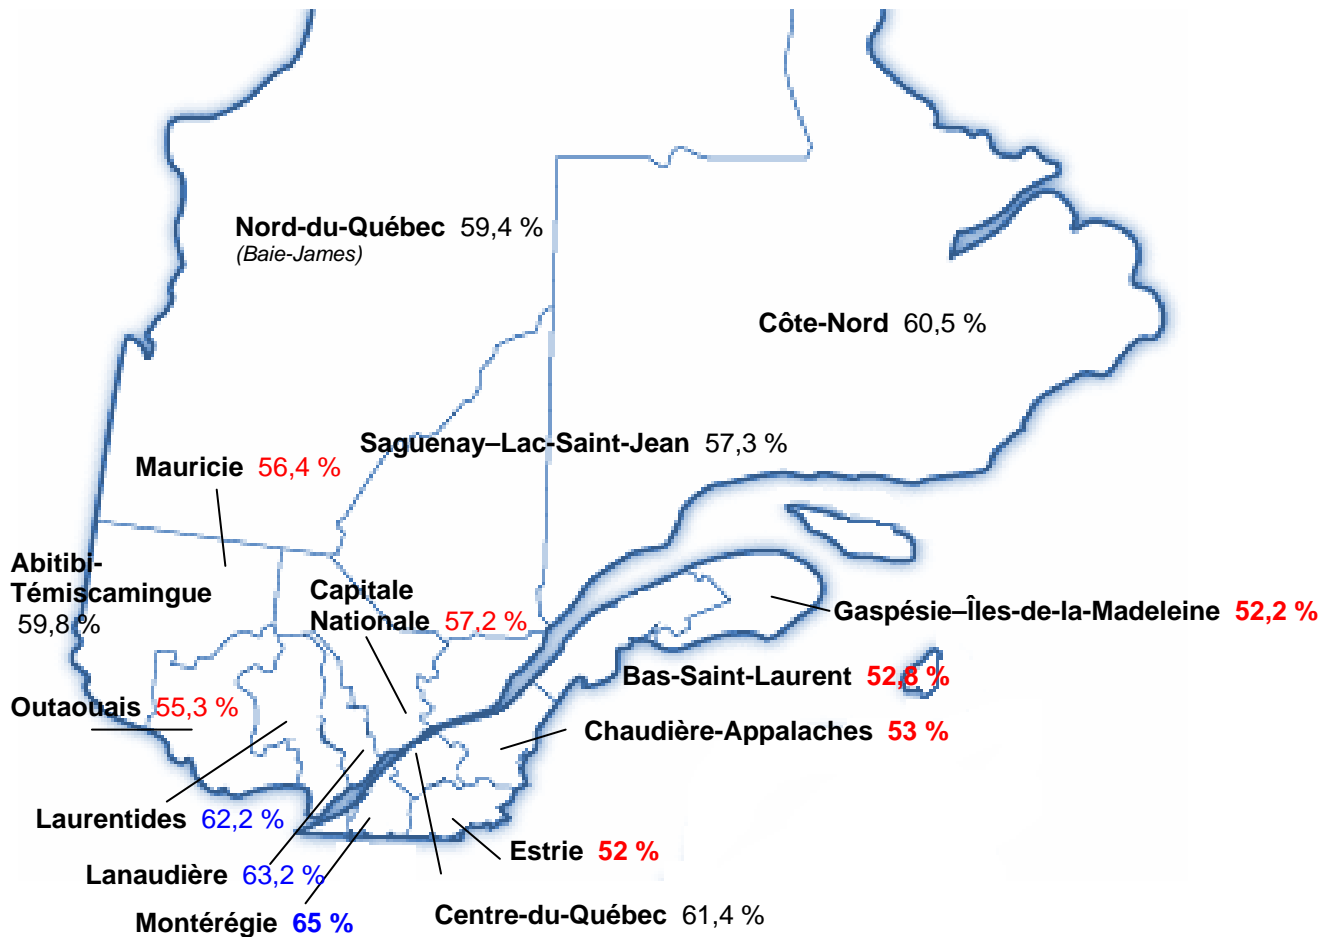 Nord-du-Québec 59,4 %
(Baie-James)
Côte-Nord 60,5 %
Saguenay–Lac-Saint-Jean 57,3 %
Mauricie 56,4 %
Abitibi-
Témiscamingue
59,8 %
Capitale
Nationale 57,2 %
Gaspésie–Îles-de-la-Madeleine 52,2 %
Bas-Saint-Laurent 52,8 %
Outaouais 55,3 %
Chaudière-Appalaches 53 %
Laurentides 62,2 %
Estrie 52 %
Lanaudière 63,2 %
Montérégie 65 %
Centre-du-Québec 61,4 %